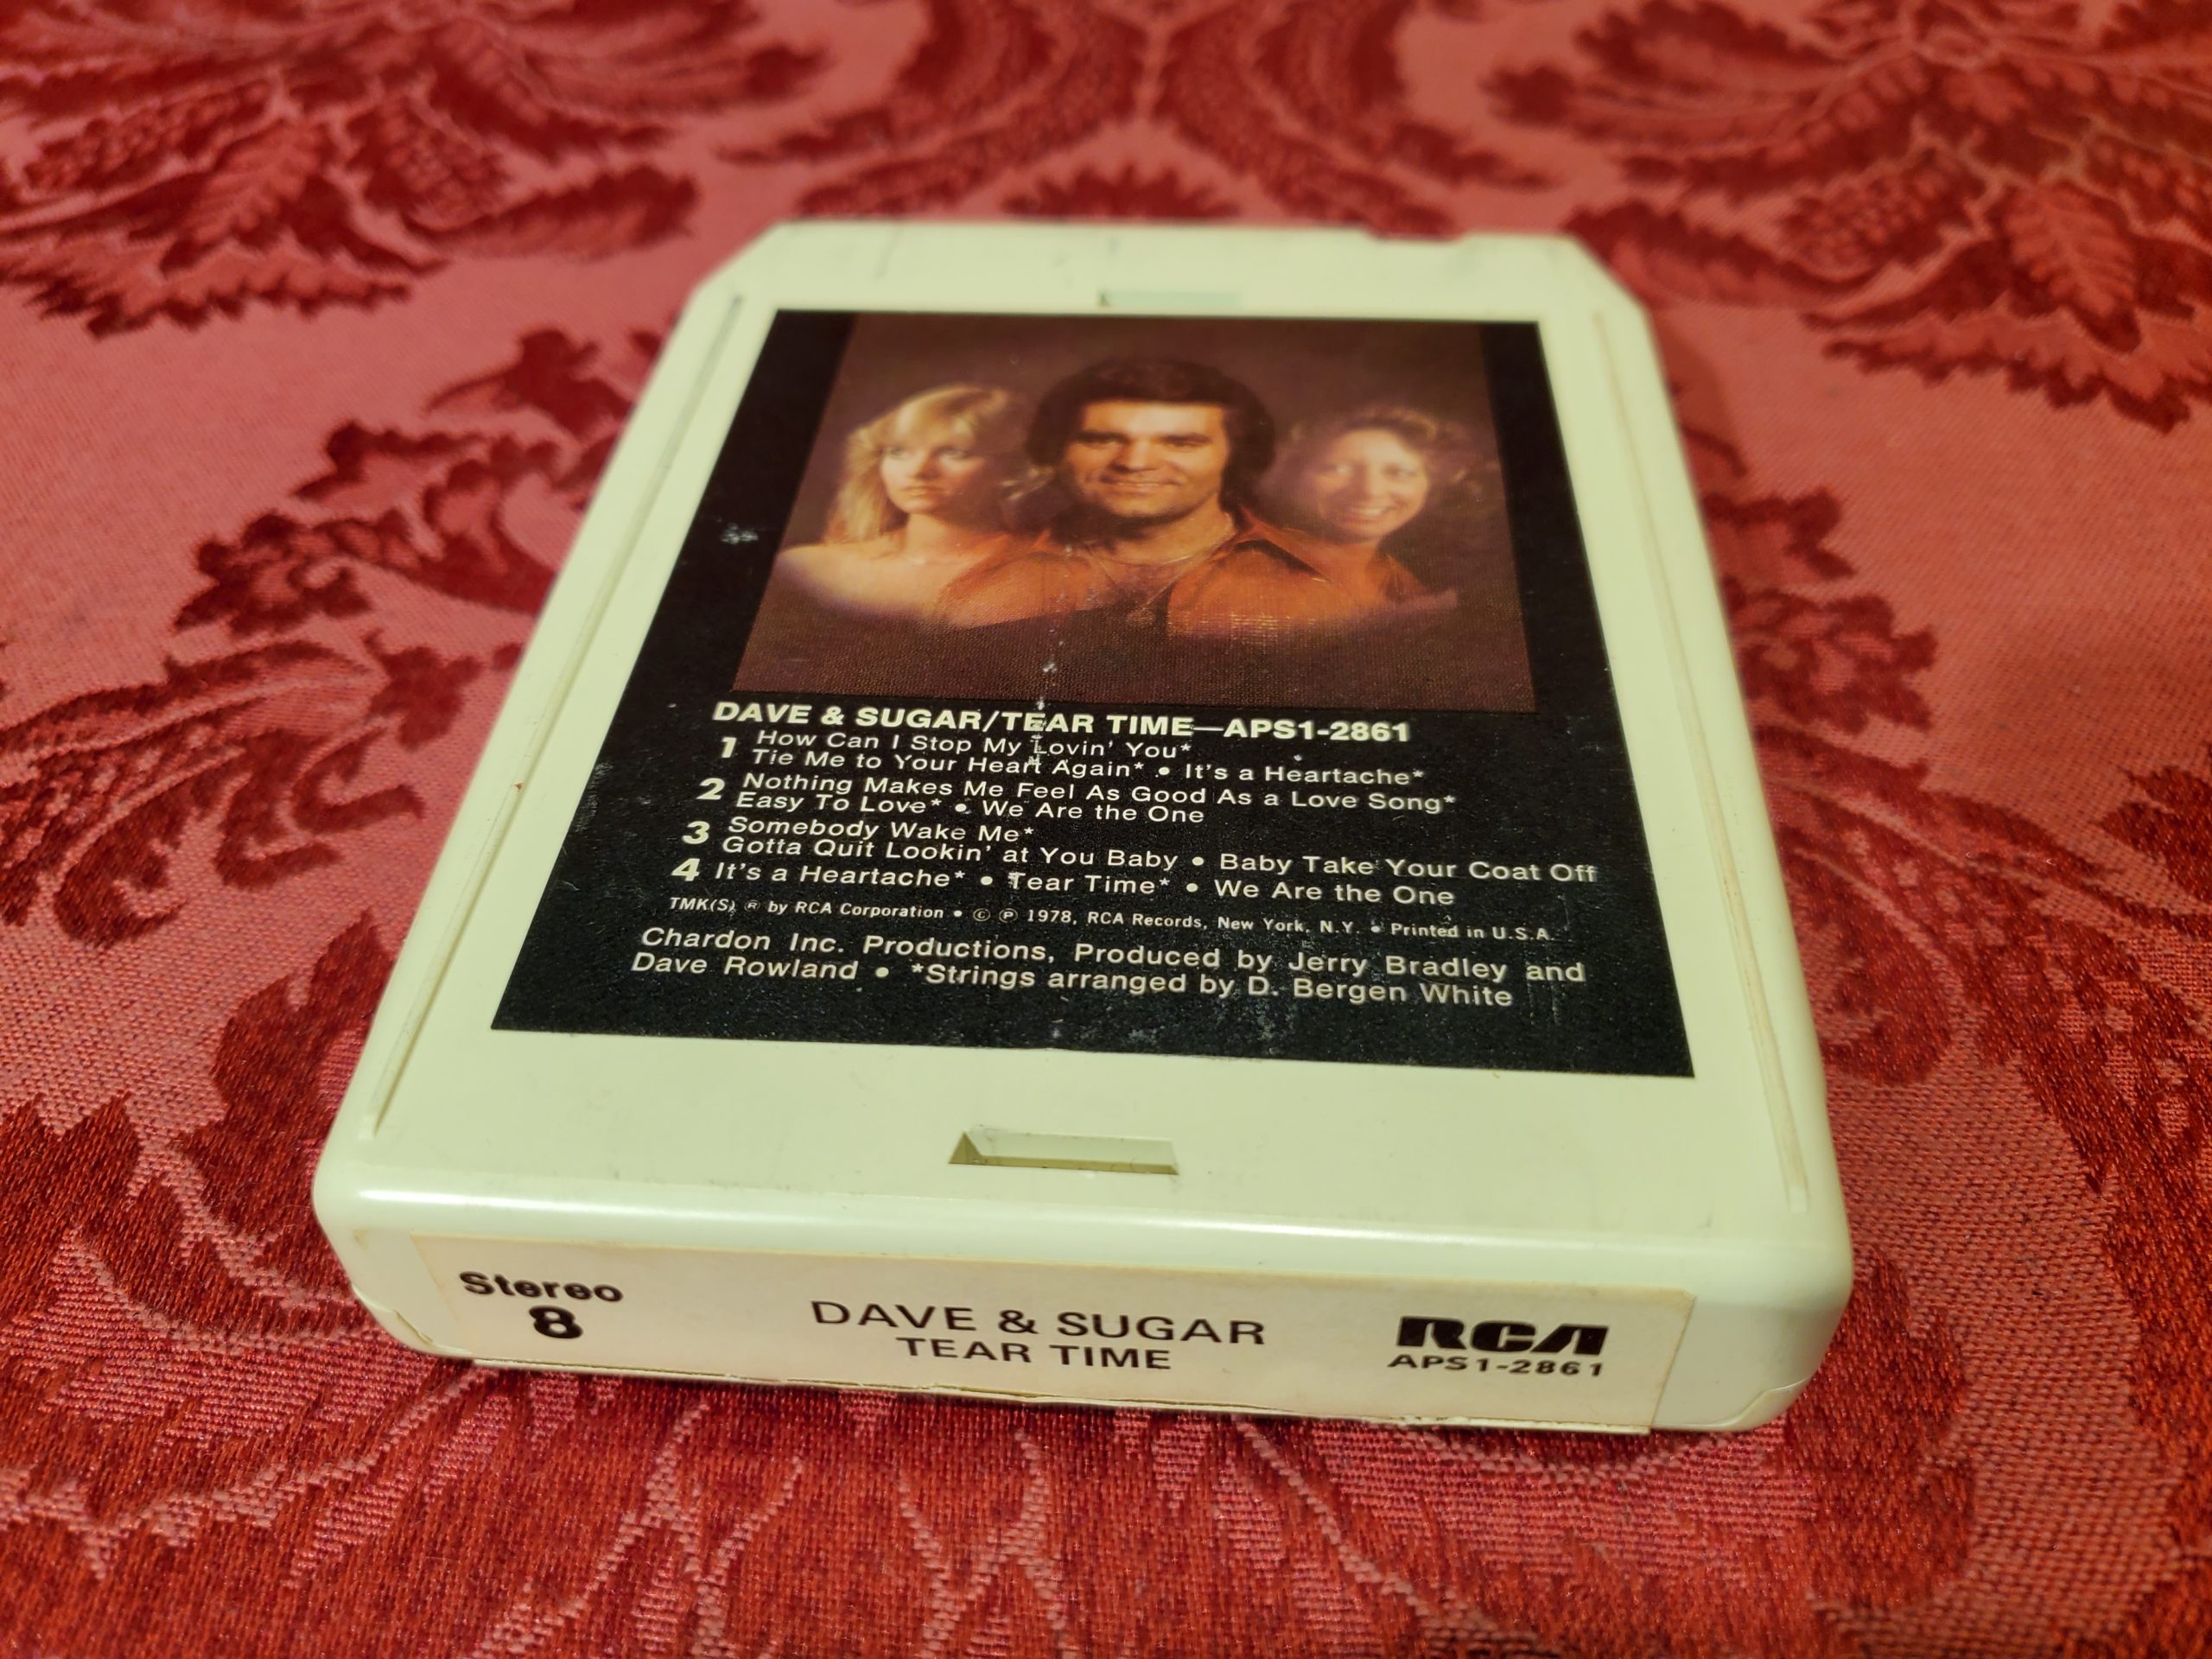 DAVE & SUGAR/TEAR TIME—APS1-2861
1 How Can I Stop My Lovin' You*
Tie Me to Your Heart Again* • It's a Heartache*
2 Nothing Makes Me Feel As Good As a Love Song*
Easy To Love* • We Are the One
3 Somebody Wake Me*
Gotta Quit Lookin' at You Baby • Baby Take Your Coat Off
4 It's a Heartache* • Tear Time* • We Are the One
TMK(S) ® by RCA Corporation • © ℗ 1978, RCA Records, New York, N.Y. • Printed in U.S.A.
Chardon Inc. Productions, Produced by Jerry Bradley and
Dave Rowland • *Strings arranged by D. Bergen White
Stereo
8
DAVE & SUGAR
TEAR TIME
RCA
APS1-2861